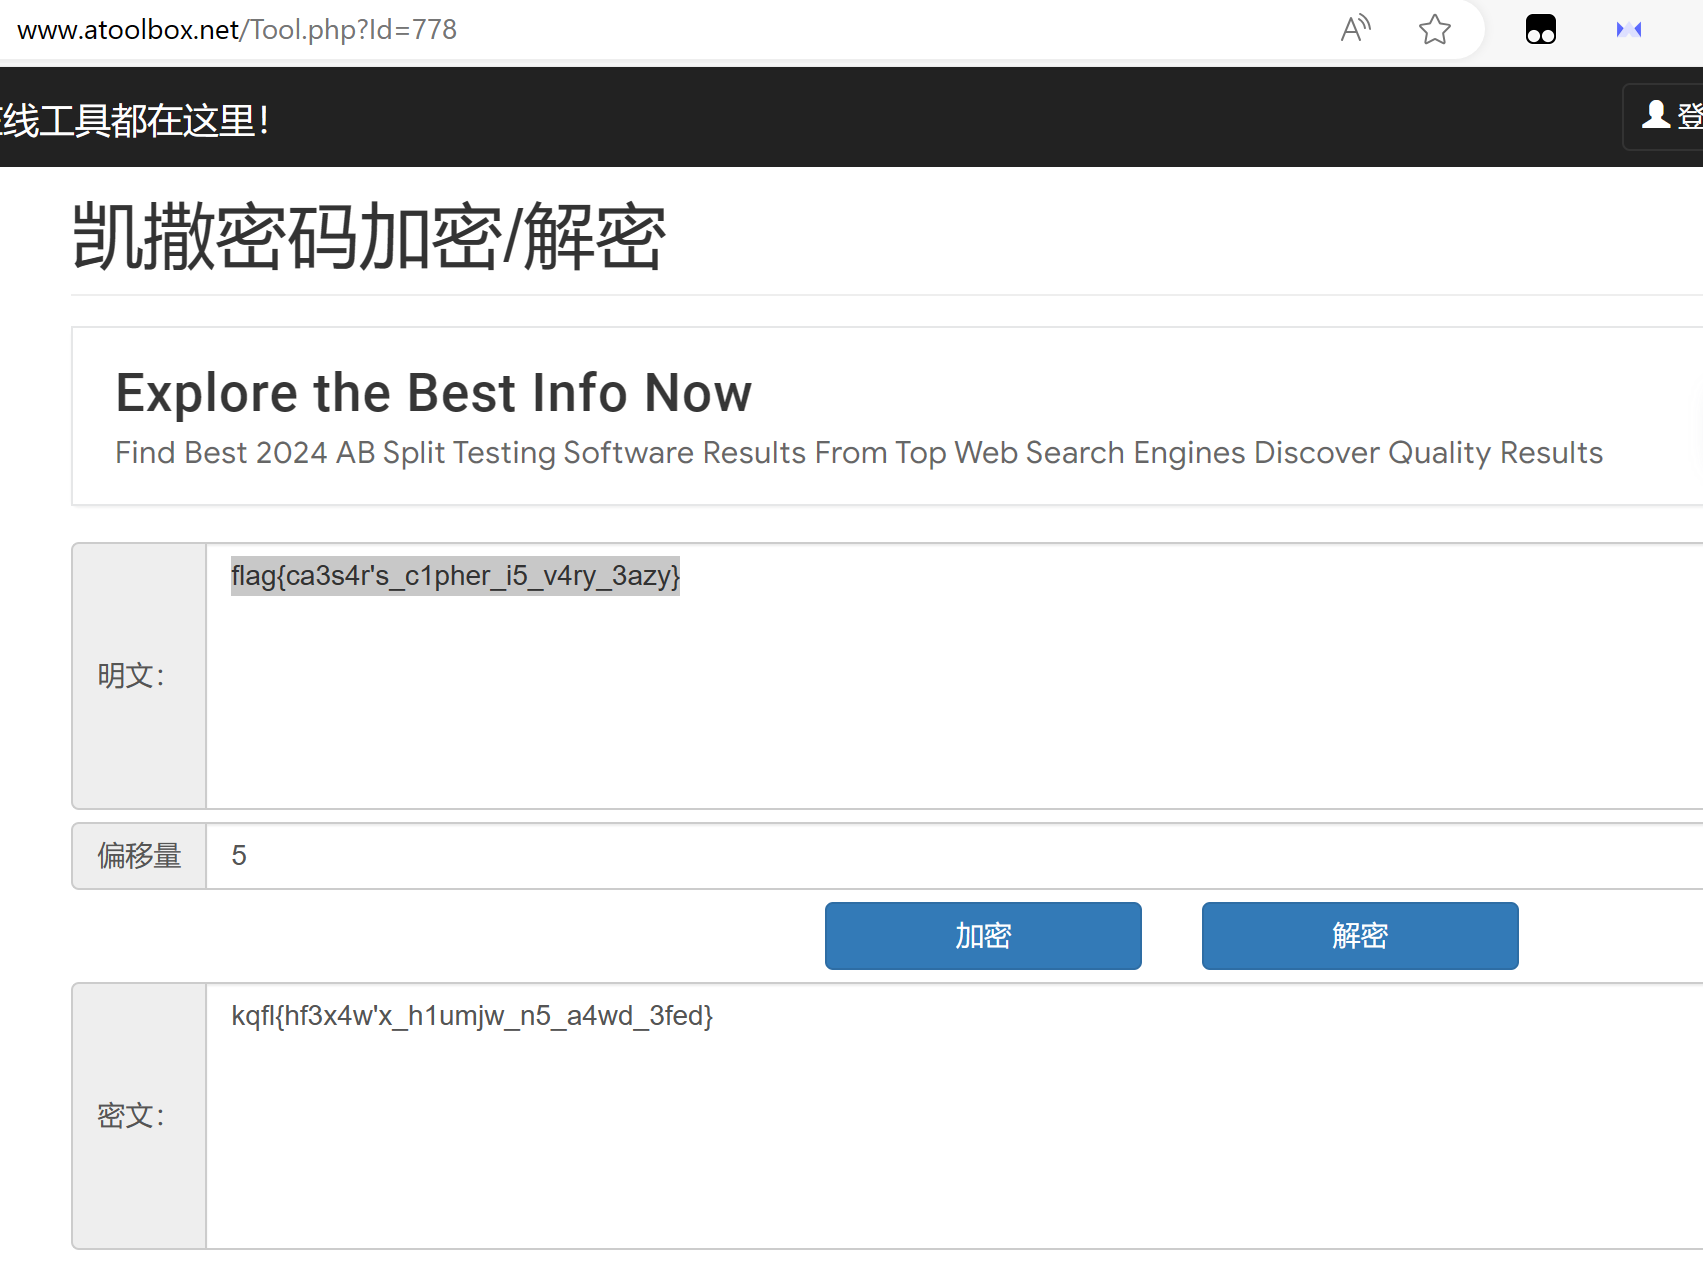 www.atoolbox.net/Tool.php?Id=778
线工具都在这里！
登
凯撒密码加密/解密
Explore the Best Info Now
Find Best 2024 AB Split Testing Software Results From Top Web Search Engines Discover Quality Results
明文：
flag{ca3s4r's_c1pher_i5_v4ry_3azy}
偏移量
5
加密
解密
密文：
kqfl{hf3x4w'x_h1umjw_n5_a4wd_3fed}